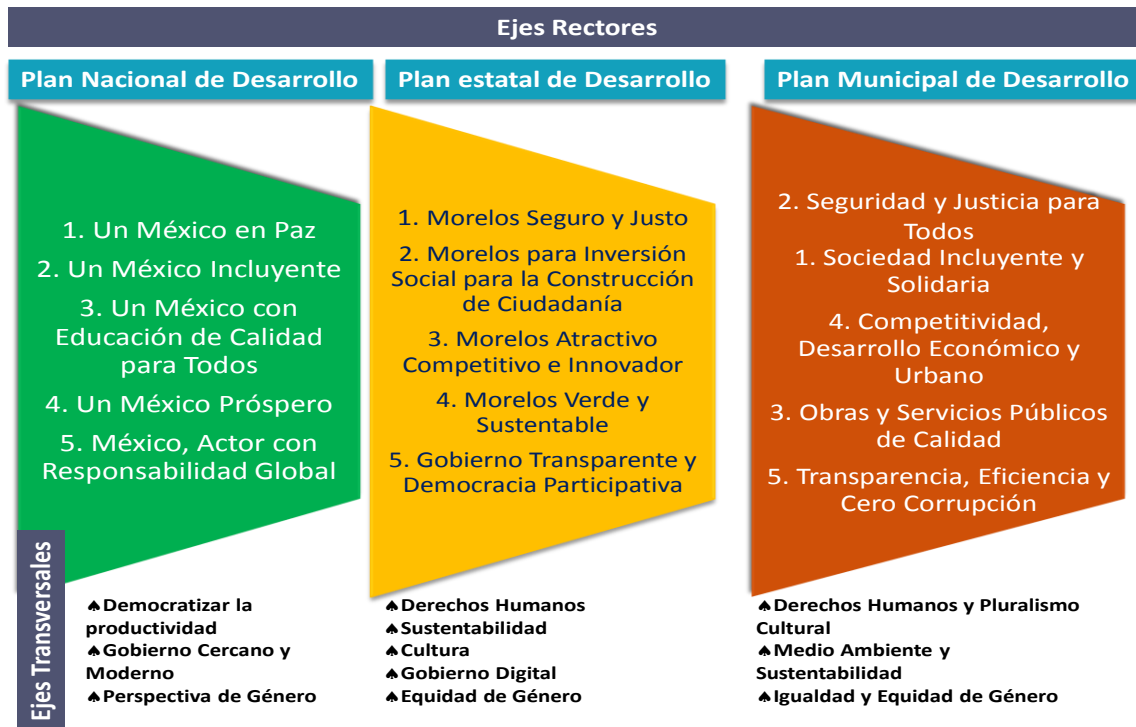 Ejes Rectores
Plan Nacional de Desarrollo
1. Un México en Paz
2. Un México Incluyente
3. Un México con
Educación de Calidad
para Todos
4. Un México Próspero
5. México, Actor con
Responsabilidad Global
Plan estatal de Desarrollo
1. Morelos Seguro y Justo
2. Morelos para Inversión
Social para la Construcción
de Ciudadanía
3. Morelos Atractivo
Competitivo e Innovador
4. Morelos Verde y
Sustentable
5. Gobierno Transparente y
Democracia Participativa
Plan Municipal de Desarrollo
2. Seguridad y Justicia para
Todos
1. Sociedad Incluyente y
Solidaria
4. Competitividad,
Desarrollo Económico y
Urbano
3. Obras y Servicios Públicos
de Calidad
5. Transparencia, Eficiencia y
Cero Corrupción
Ejes Transversales
♠Democratizar la
productividad
♠Gobierno Cercano y
Moderno
♠Perspectiva de Género
♠Derechos Humanos
♠Sustentabilidad
♠Cultura
♠Gobierno Digital
♠Equidad de Género
♠Derechos Humanos y Pluralismo
Cultural
♠Medio Ambiente y
Sustentabilidad
♠Igualdad y Equidad de Género